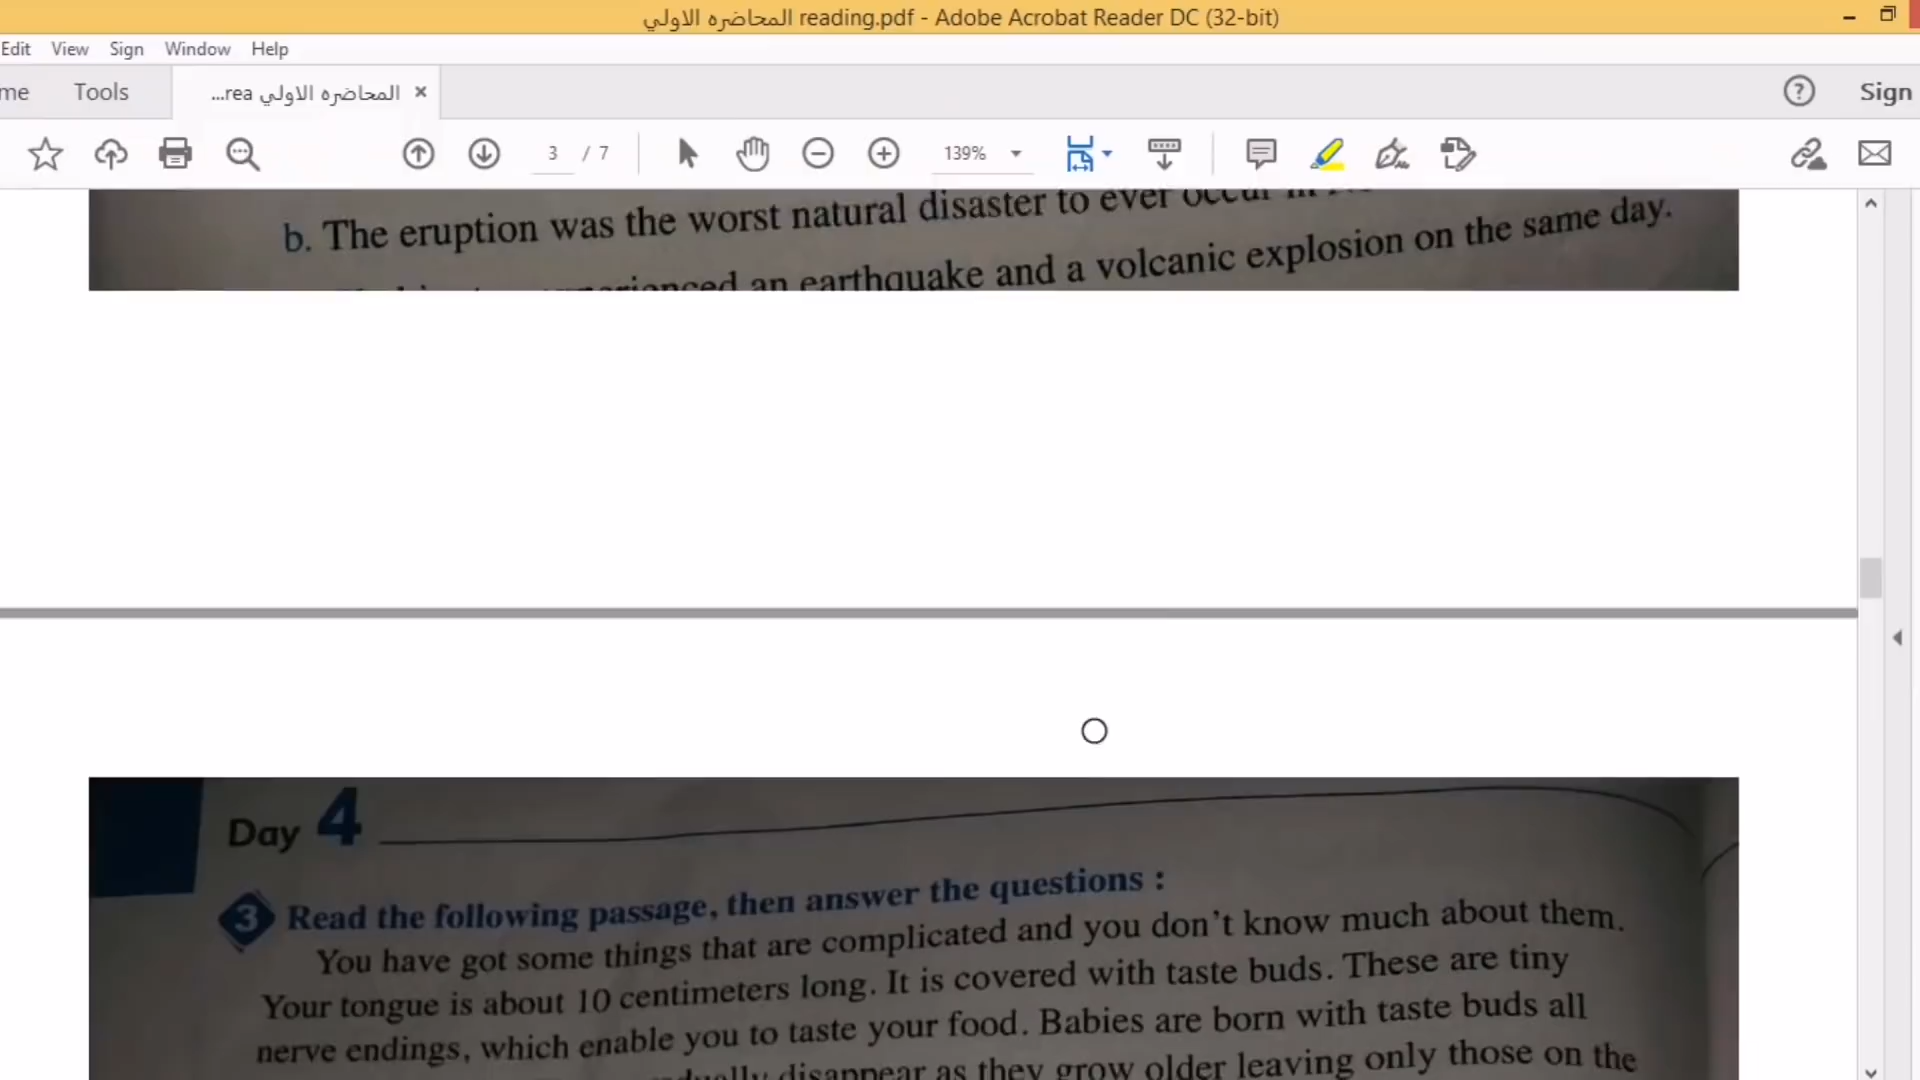 المحاضره الاولي reading.pdf - Adobe Acrobat Reader DC (32-bit)
Edit View Sign Window Help
me Tools المحاضره الاولي rea... × ? Sign
3 / 7 139%
b. The eruption was the worst natural disaster to ever occur in
an earthquake and a volcanic explosion on the same day.
Day 4
3 Read the following passage, then answer the questions :
You have got some things that are complicated and you don't know much about them.
Your tongue is about 10 centimeters long. It is covered with taste buds. These are tiny
nerve endings, which enable you to taste your food. Babies are born with taste buds all
disappear as they grow older leaving only those on the